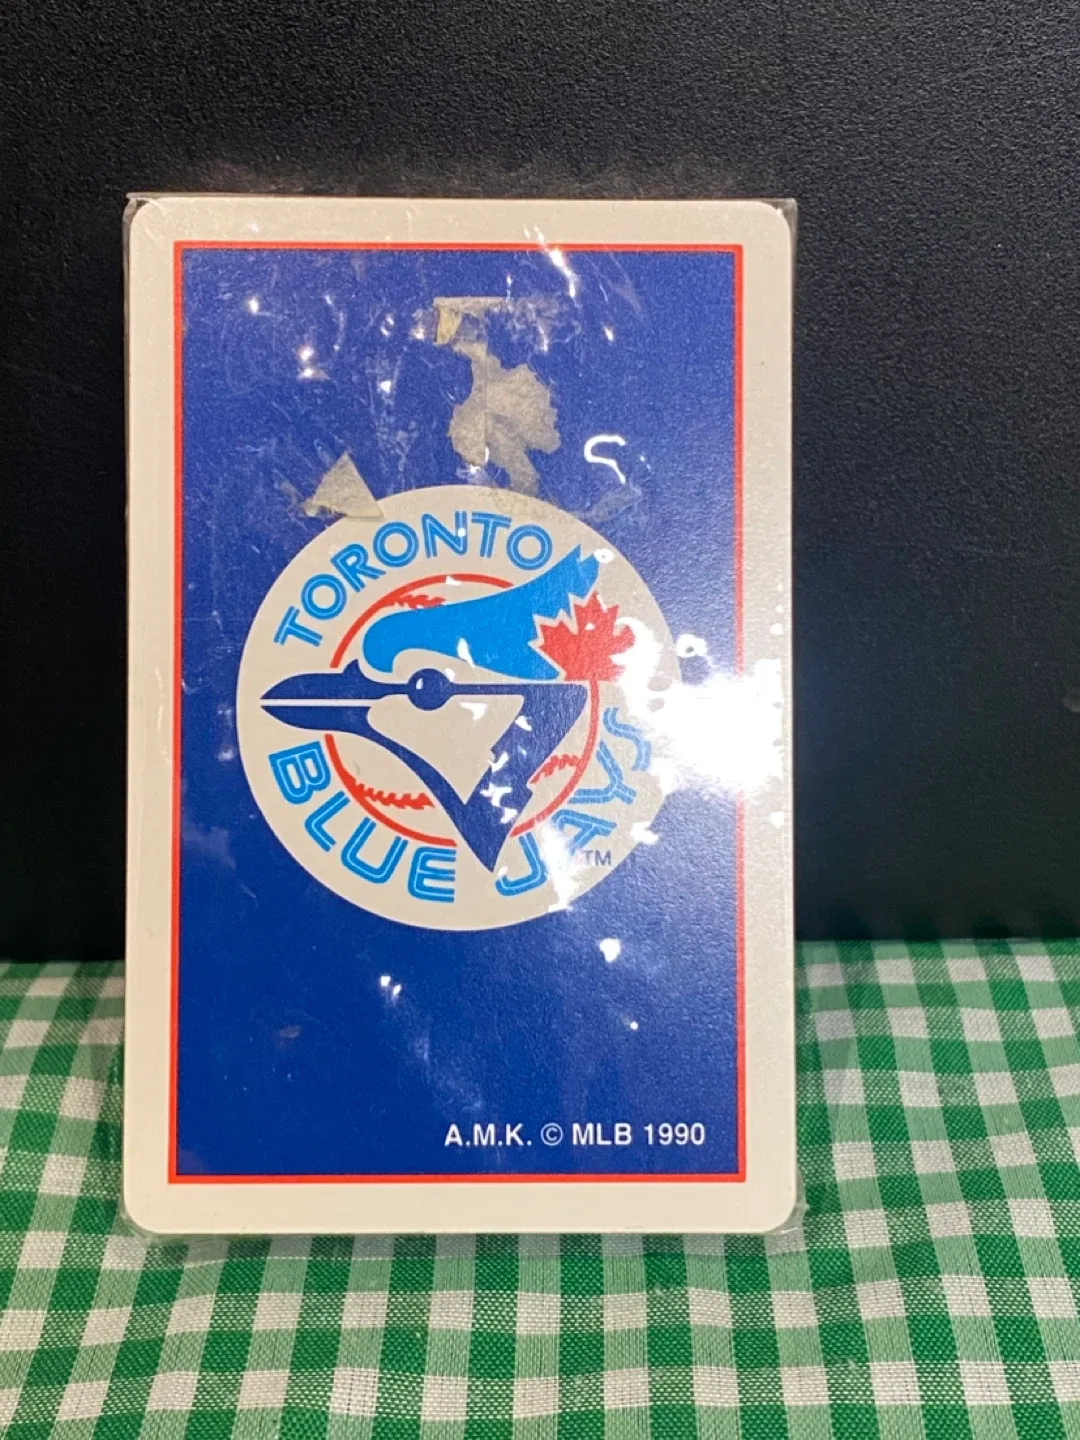 TORONTO
BLUE JAYS
TM
A.M.K. © MLB 1990